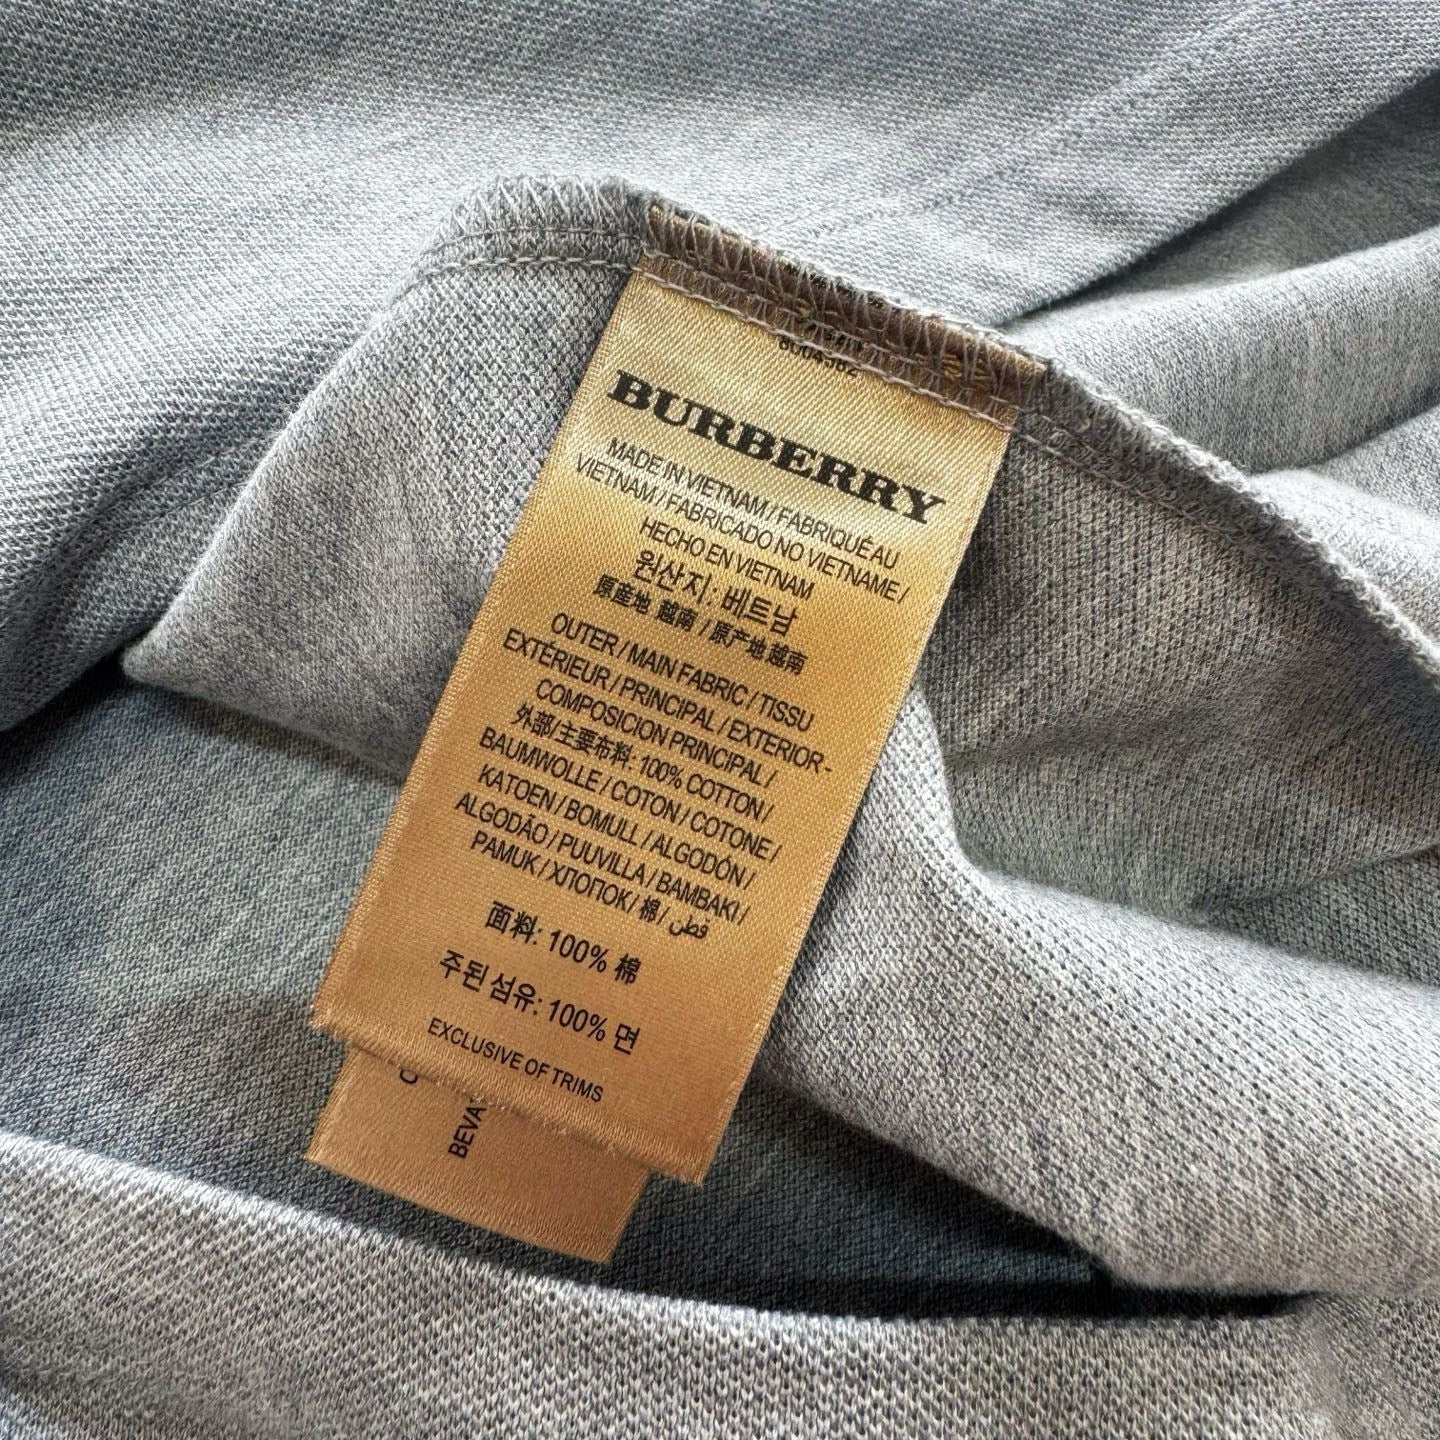 BURBERRY
MADE IN VIETNAM / FABRIQUÉ AU
VIETNAM / FABRICADO NO VIETNAME /
HECHO EN VIETNAM
원산지 : 베트남
原産地 越南 / 原产地 越南
OUTER / MAIN FABRIC / TISSU
EXTÉRIEUR / PRINCIPAL / EXTERIOR -
COMPOSICION PRINCIPAL /
外部/主要布料: 100% COTTON /
BAUMWOLLE / COTON / COTONE /
KATOEN / BOMULL / ALGODÓN /
ALGODÃO / PUUVILLA / BAMBAKI /
PAMUK / ХЛОПОК / 棉 / قطن
面料: 100% 棉
주된 섬유: 100% 면
EXCLUSIVE OF TRIMS